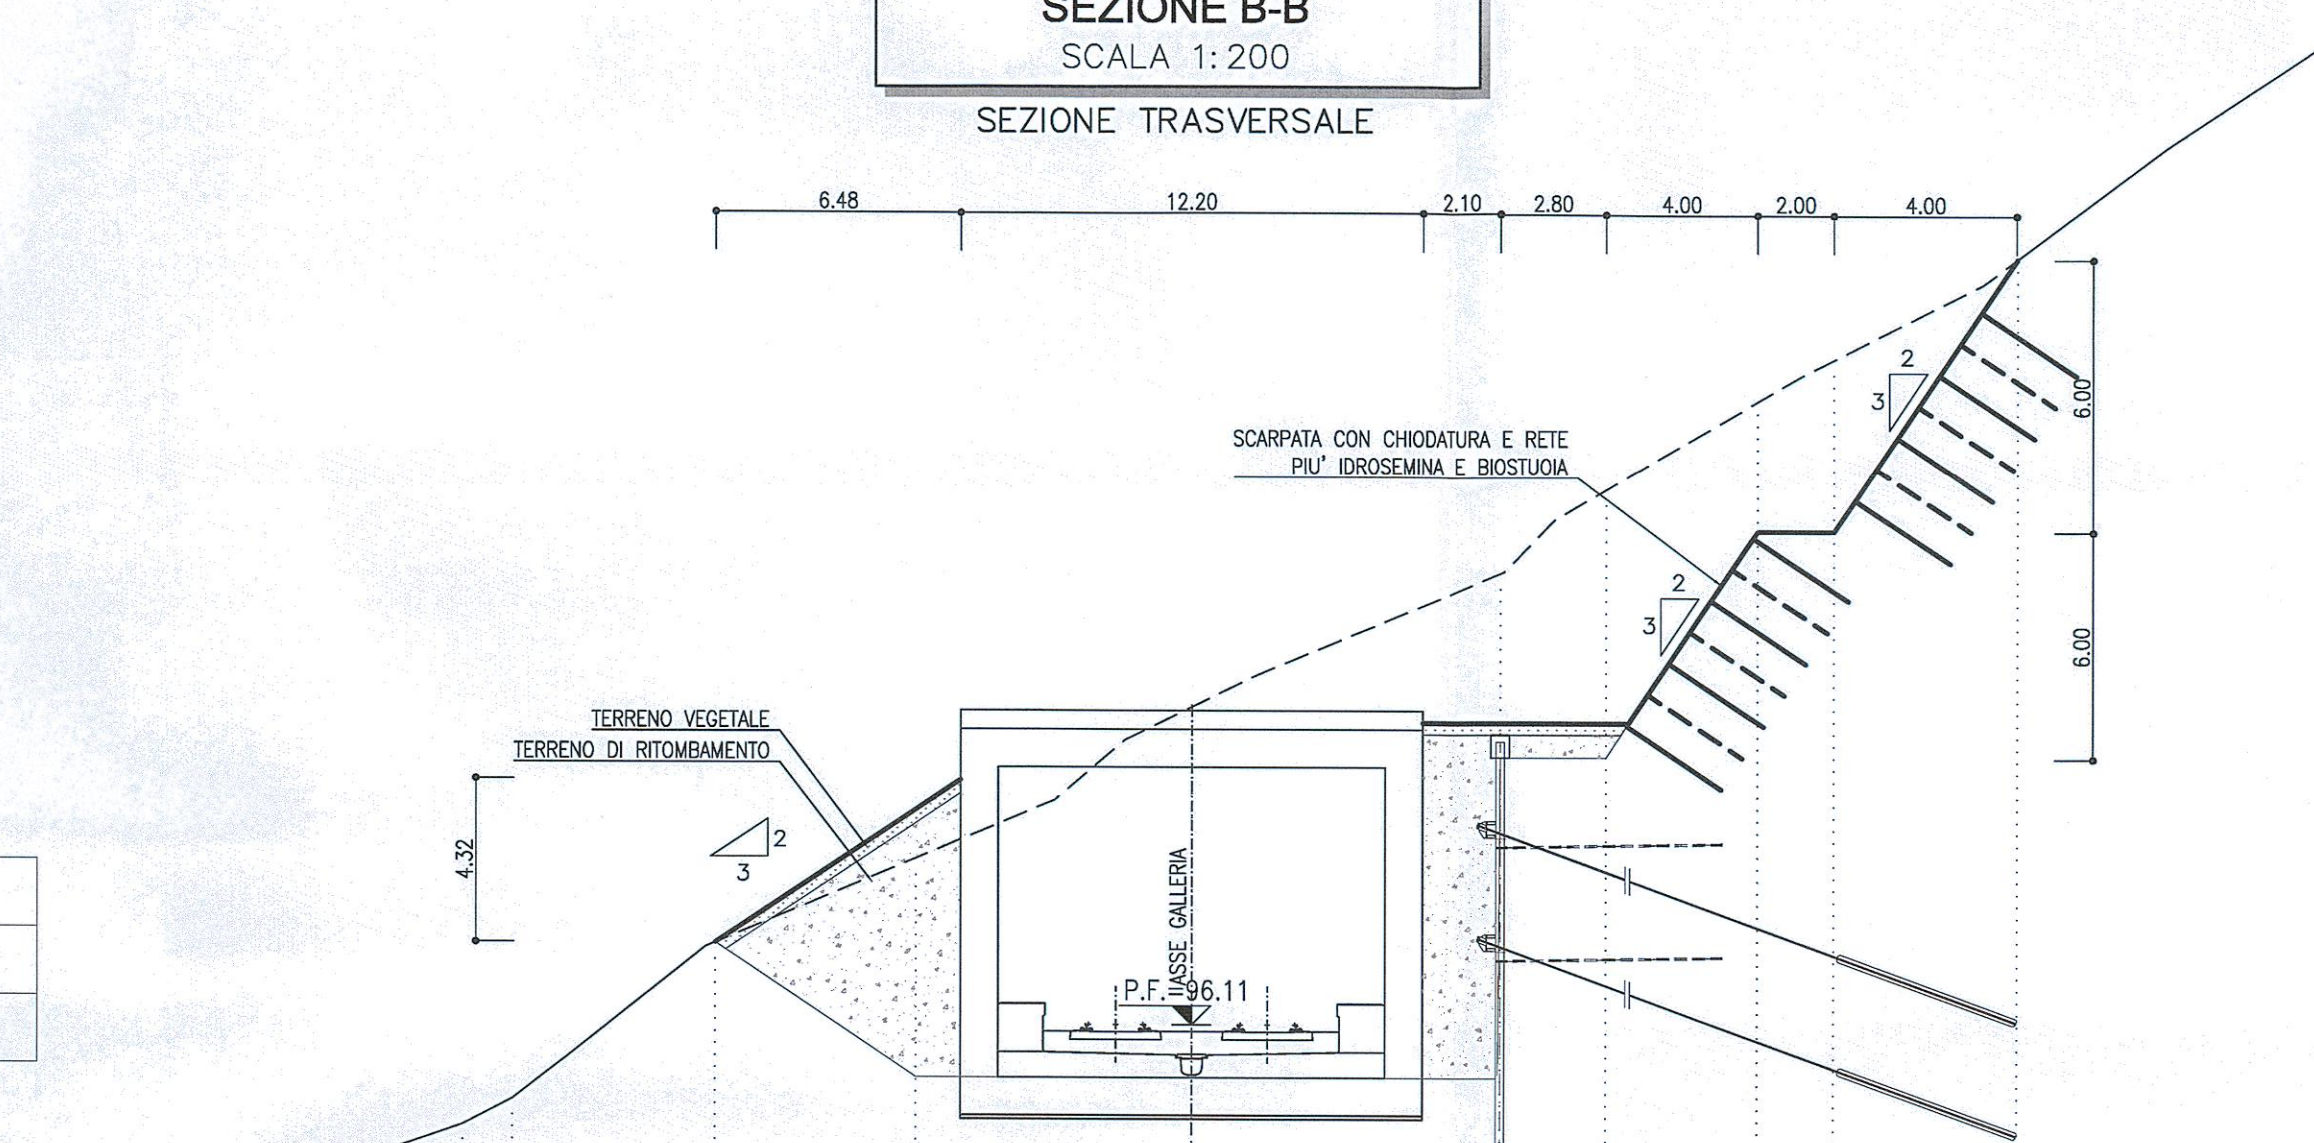 SEZIONE B-B
SCALA 1:200
SEZIONE TRASVERSALE
6.48 12.20 2.10 2.80 4.00 2.00 4.00
2
3
6.00
SCARPATA CON CHIODATURA E RETE
PIU' IDROSEMINA E BIOSTUOIA
2
3
6.00
TERRENO VEGETALE
TERRENO DI RITOMBAMENTO
4.32
2
3
ASSE GALLERIA
P.F.=96.11